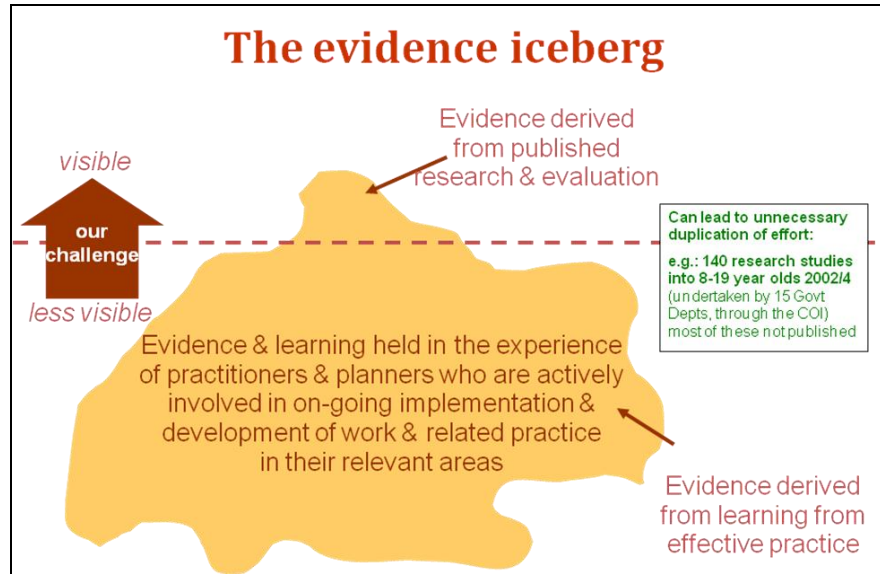 The evidence iceberg
Evidence derived
from published
research & evaluation
visible
our
challenge
less visible
Can lead to unnecessary
duplication of effort:
e.g.: 140 research studies
into 8-19 year olds 2002/4
(undertaken by 15 Govt
Depts, through the COI)
most of these not published
Evidence & learning held in the experience
of practitioners & planners who are actively
involved in on-going implementation &
development of work & related practice
in their relevant areas
Evidence derived
from learning from
effective practice